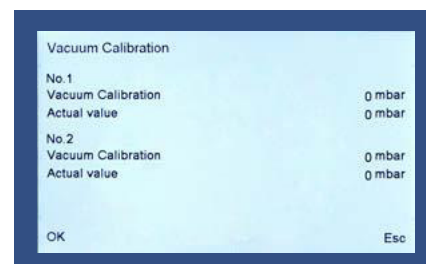 Vacuum Calibration
No.1
Vacuum Calibration 0 mbar
Actual value 0 mbar
No.2
Vacuum Calibration 0 mbar
Actual value 0 mbar
OK Esc